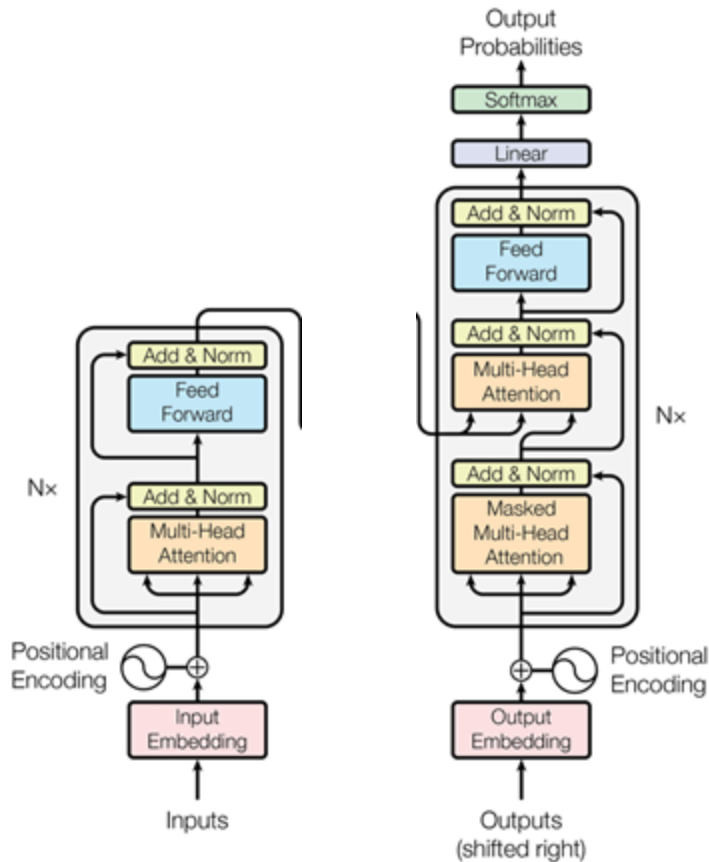 Output
Probabilities
Softmax
Linear
Add & Norm
Feed
Forward
Add & Norm
Multi-Head
Attention
Nx
Add & Norm
Masked
Multi-Head
Attention
Positional
Encoding
Output
Embedding
Outputs
(shifted right)
Add & Norm
Feed
Forward
Nx
Add & Norm
Multi-Head
Attention
Positional
Encoding
Input
Embedding
Inputs